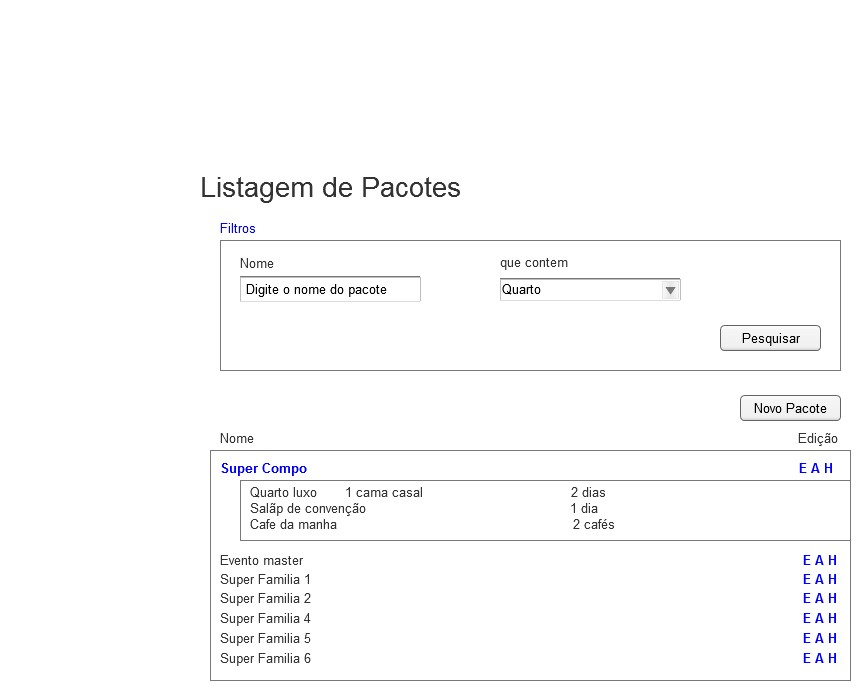 Listagem de Pacotes
Filtros
Nome que contem
Digite o nome do pacote Quarto
Pesquisar
Novo Pacote
Nome Edição
Super Compo E A H
Quarto luxo 1 cama casal 2 dias
Salãp de convenção 1 dia
Cafe da manha 2 cafés
Evento master E A H
Super Familia 1 E A H
Super Familia 2 E A H
Super Familia 4 E A H
Super Familia 5 E A H
Super Familia 6 E A H